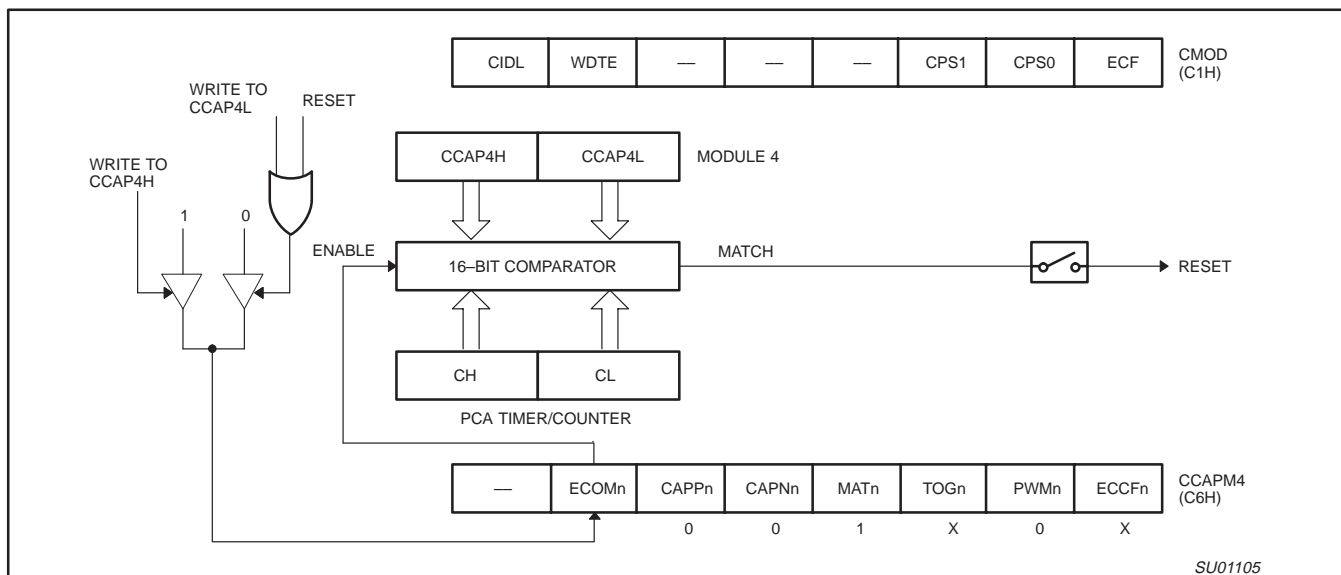 CIDL WDTE –– –– –– CPS1 CPS0 ECF
CMOD
(C1H)
WRITE TO
CCAP4L
RESET
WRITE TO
CCAP4H
1 0
CCAP4H CCAP4L
MODULE 4
ENABLE
16–BIT COMPARATOR
MATCH
RESET
CH CL
PCA TIMER/COUNTER
–– ECOMn CAPPn CAPNn MATn TOGn PWMn ECCFn
CCAPM4
(C6H)
0 0 1 X 0 X
SU01105